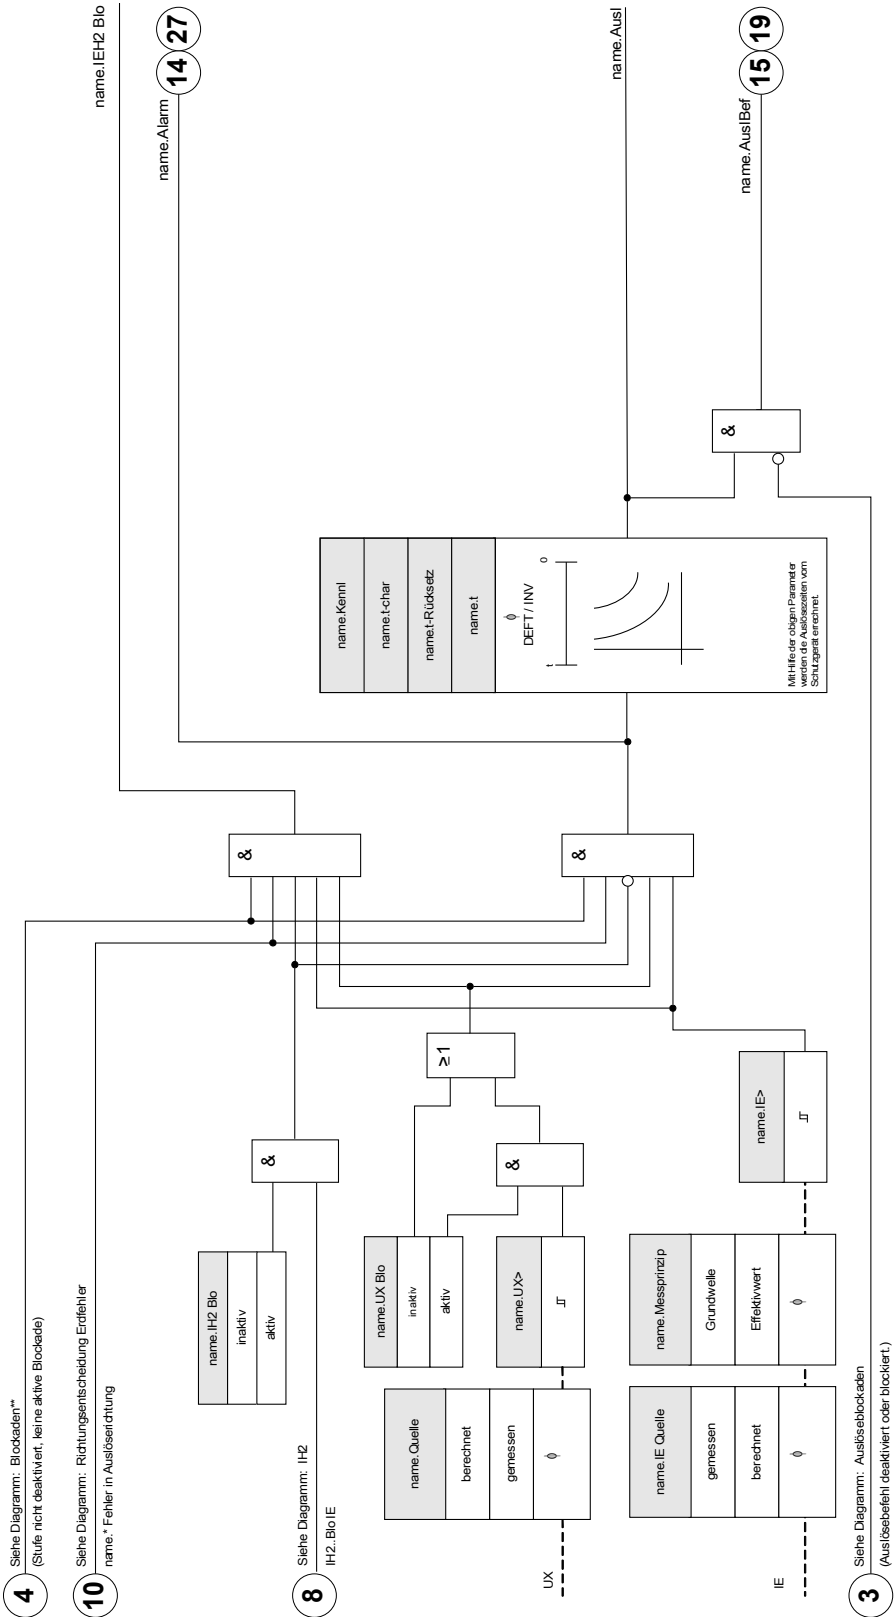 4
Siehe Diagramm: Blockaden**
(Stufe nicht deaktiviert, keine aktive Blockade)
10
Siehe Diagramm: Richtungsentscheidung Erdfehler
name.* Fehler in Auslöserichtung
name.IH2 Blo
inaktiv
aktiv
8
Siehe Diagramm: IH2
IH2.Blo IE
&
name.UX Blo
inaktiv
aktiv
name.Quelle
berechnet
gemessen
ϕ
name.UX>
UX
&
≥1
name.IE Quelle
gemessen
berechnet
ϕ
name.Messprinzip
Grundwelle
Effektivwert
ϕ
name.IE>
IE
3
Siehe Diagramm: Auslöseblockaden
(Auslösebefehl deaktiviert oder blockiert.)
&
&
name.Kennl
name.t-char
name.t-Rücksetz
name.t
ϕ
DEFT / INV
t
0
Mit Hilfe der obigen Parameter
werden die Auslösezeiten vom
Schutzgerät errechnet.
&
name.IEH2 Blo
name.Alarm
14
27
name.Ausl
name.AuslBef
15
19